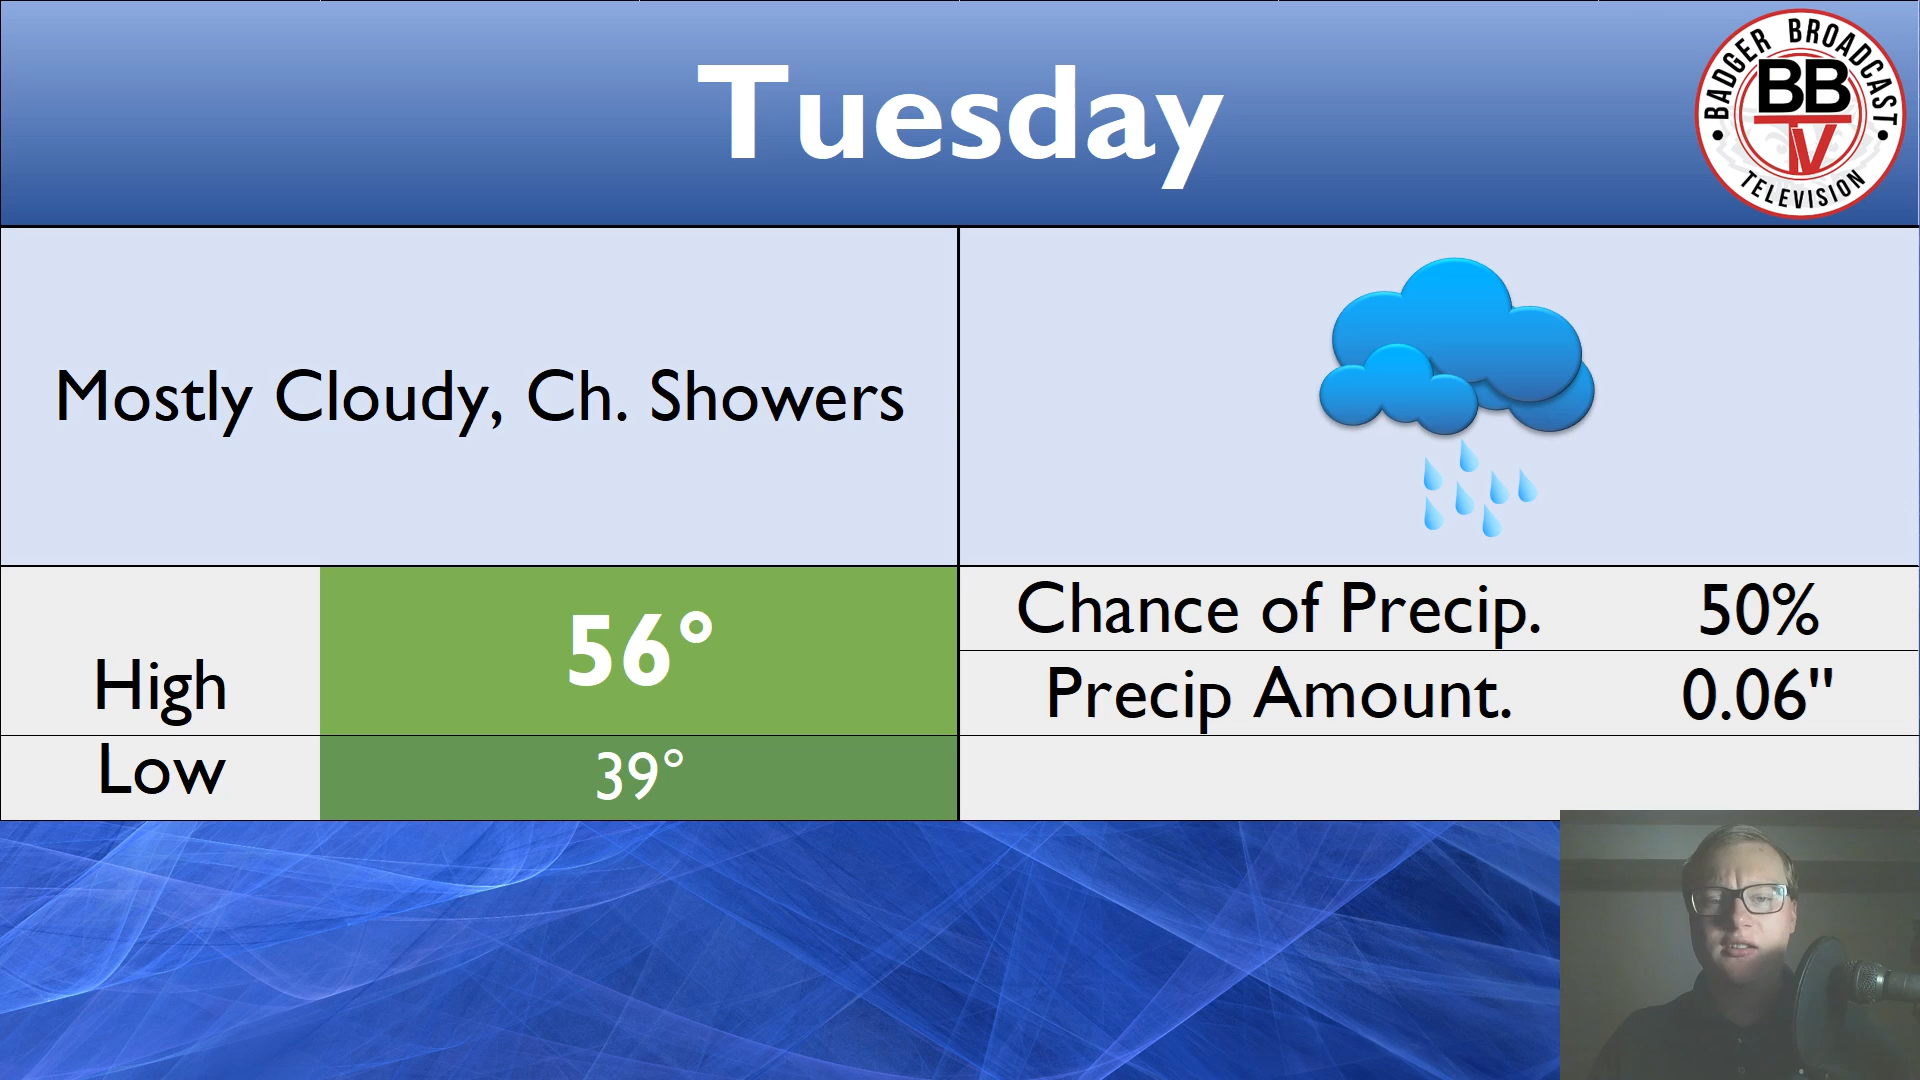 Tuesday
BADGER BROADCAST
BB
TV
TELEVISION
Mostly Cloudy, Ch. Showers
High 56°
Low 39°
Chance of Precip. 50%
Precip Amount. 0.06"